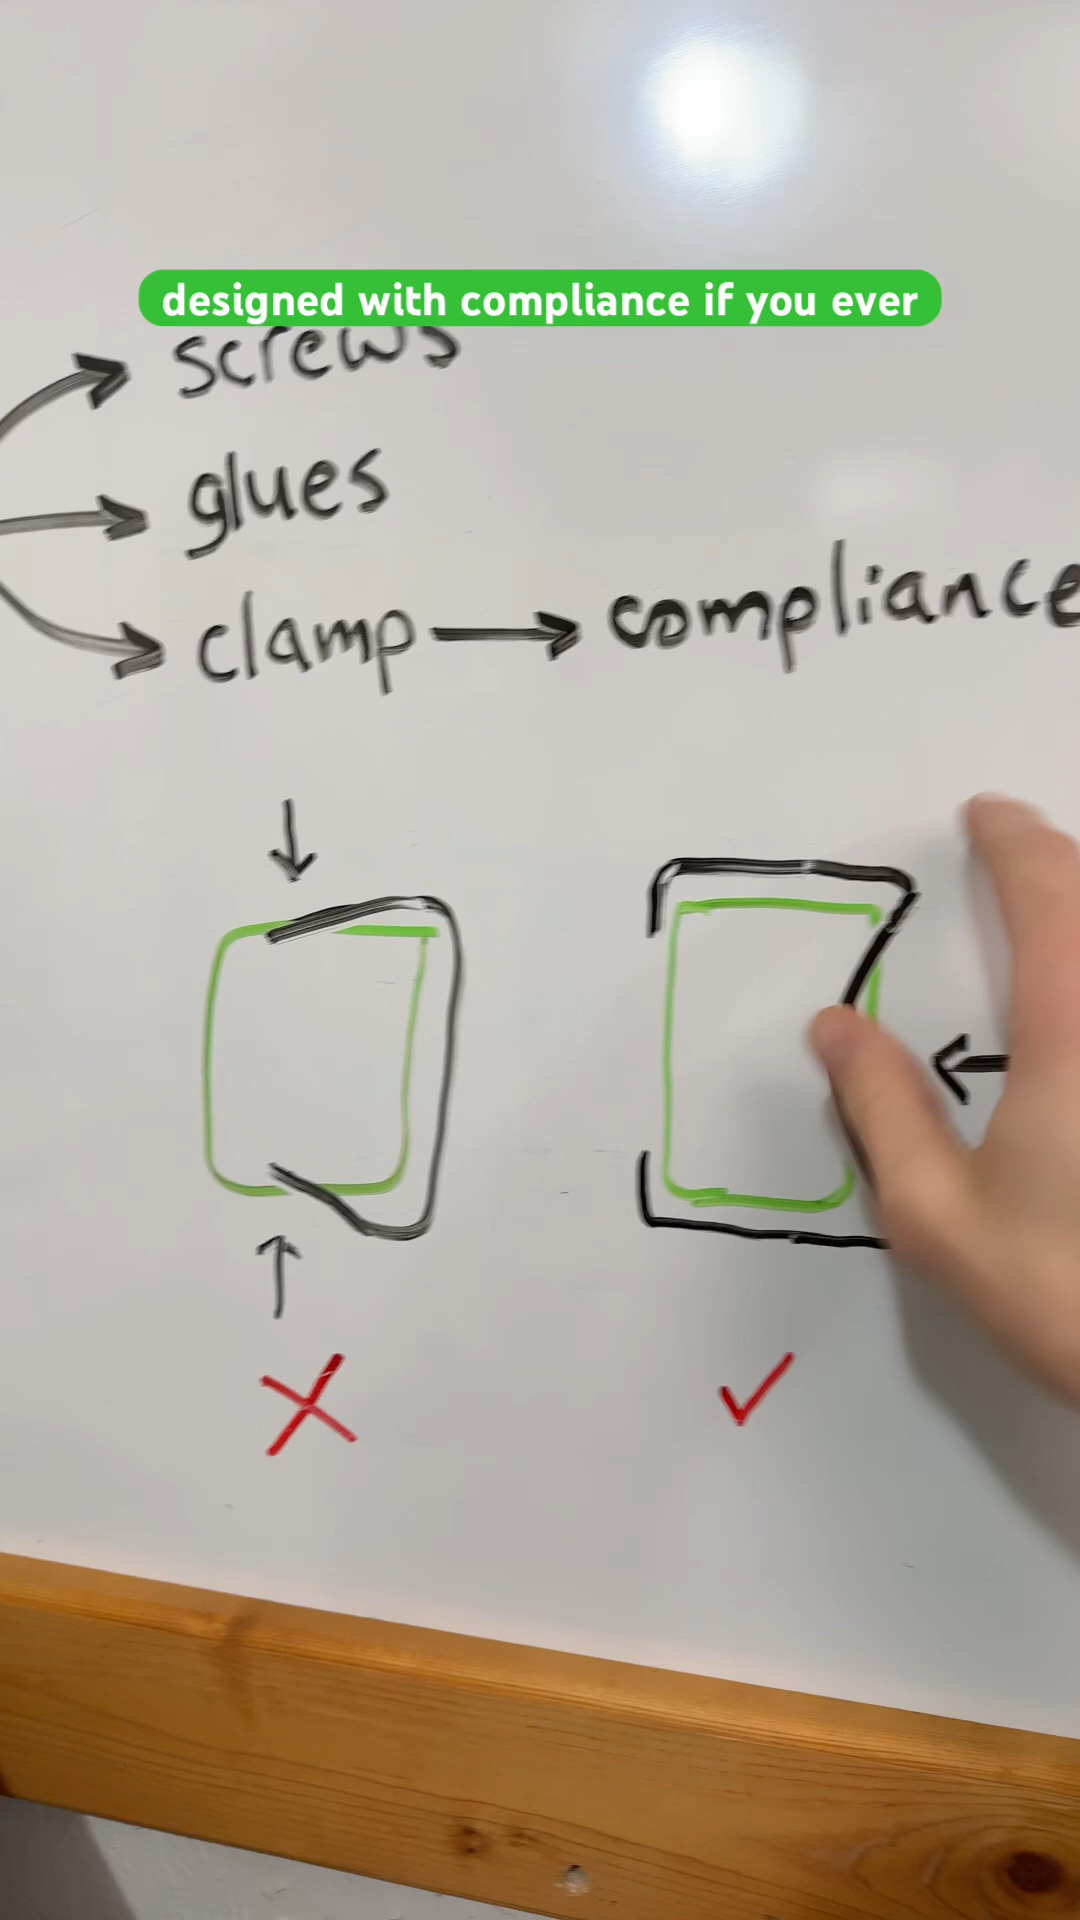 designed with compliance if you ever
screws
glues
clamp → compliance